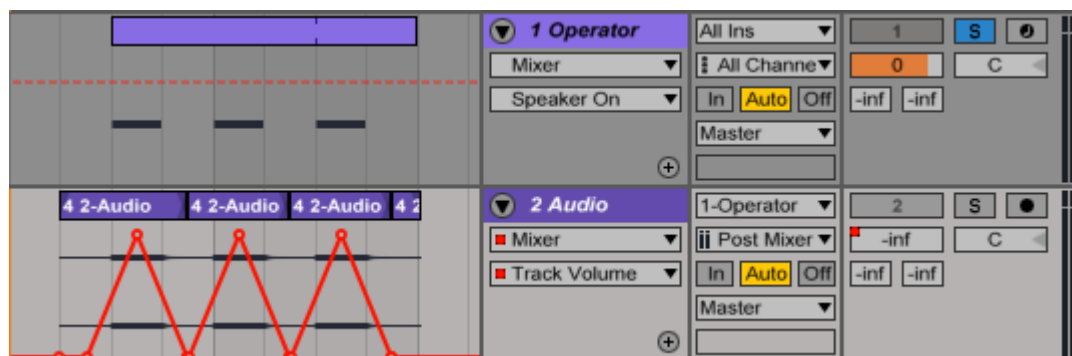 1 Operator
All Ins
1
S
Mixer
All Channe
0
C
Speaker On
In Auto Off
-inf -inf
Master
4 2-Audio 4 2-Audio 4 2-Audio 4 2
2 Audio
1-Operator
2
S
Mixer
Post Mixer
-inf
C
Track Volume
In Auto Off
-inf -inf
Master